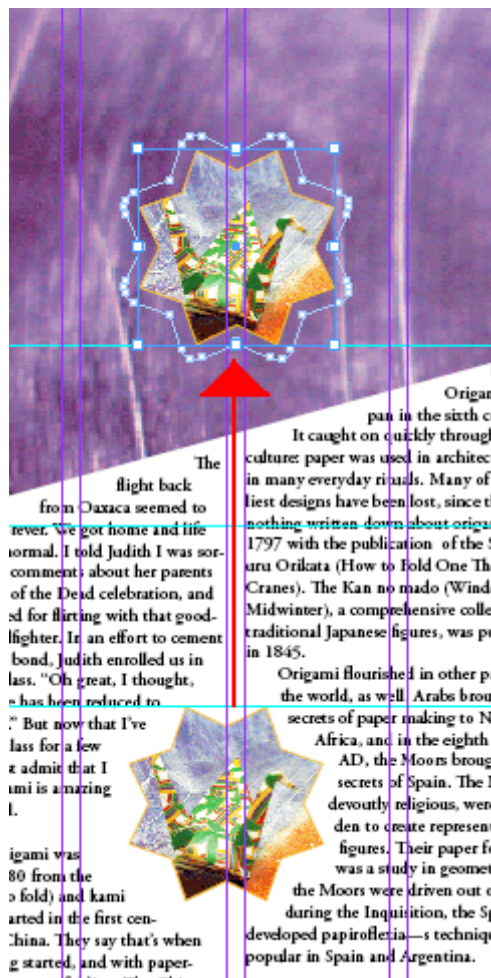 The
flight back
from Oaxaca seemed to
rever. We got home and life
normal. I told Judith I was sor-
comments about her parents
of the Dead celebration, and
ed for flirting with that good-
llfighter. In an effort to cement
bond, Judith enrolled us in
lass. “Oh great, I thought,
e has been reduced to
.” But now that I’ve
lass for a few
st admit that I
ami is amazing
l.
igami was
80 from the
o fold) and kami
arted in the first cen-
China. They say that’s when
g started, and with paper-
Origam
pan in the sixth c
It caught on quickly through
culture: paper was used in architec
in many everyday rituals. Many of
liest designs have been lost, since t
nothing written down about origa
1797 with the publication of the S
uru Orikata (How to Fold One Th
Cranes). The Kan no mado (Wind
Midwinter), a comprehensive colle
traditional Japanese figures, was pu
in 1845.
Origami flourished in other p
the world, as well. Arabs brou
secrets of paper making to N
Africa, and in the eighth
AD, the Moors broug
secrets of Spain. The M
devoutly religious, were
den to create represent
figures. Their paper fo
was a study in geomet
the Moors were driven out o
during the Inquisition, the Sp
developed papiroflexia—s techniqu
popular in Spain and Argentina.